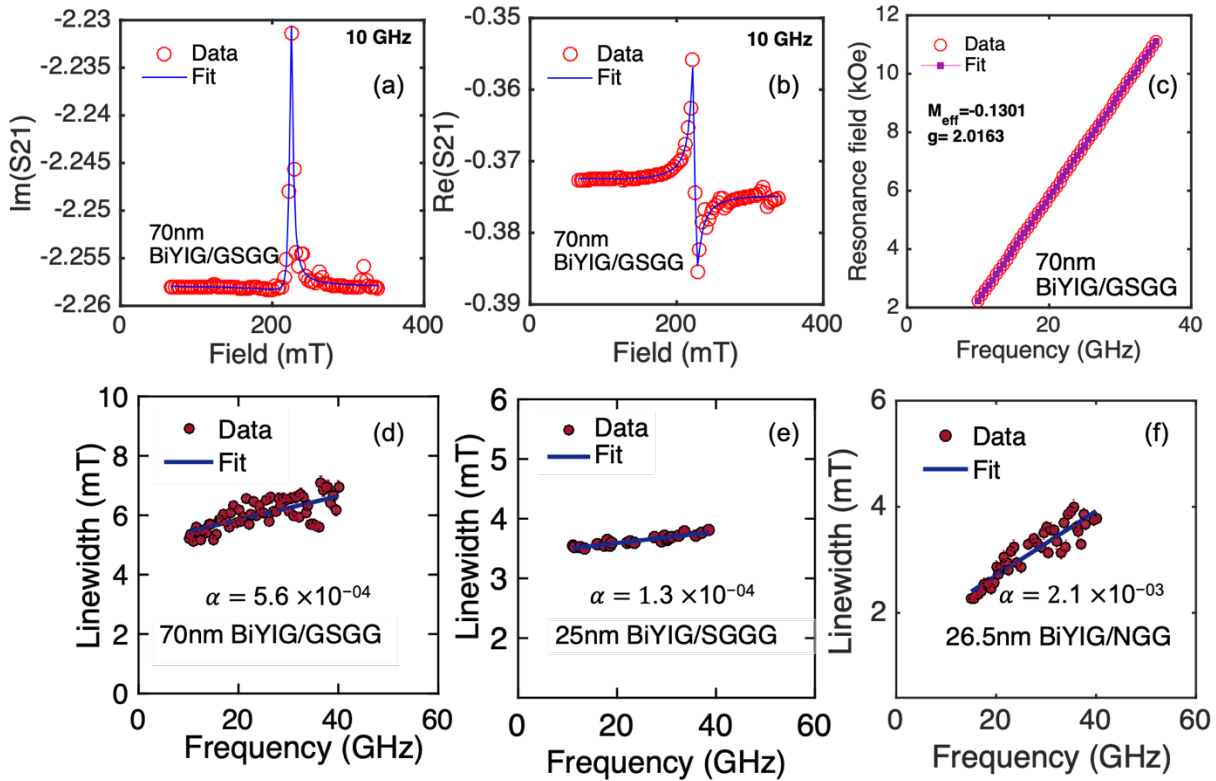 -2.23
-2.235
-2.24
-2.245
-2.25
-2.255
-2.26
0
200
400
Im(S21)
Field (mT)
10 GHz
Data
Fit
(a)
70nm
BiYIG/GSGG
-0.35
-0.36
-0.37
-0.38
-0.39
0
200
400
Re(S21)
Field (mT)
10 GHz
Data
Fit
(b)
70nm
BiYIG/GSGG
12
10
8
6
4
2
0
20
40
Resonance field (kOe)
Frequency (GHz)
Data
Fit
(c)
M_eff=-0.1301
g= 2.0163
70nm
BiYIG/GSGG
10
8
6
4
2
0
0
20
40
60
Linewidth (mT)
Frequency (GHz)
Data
Fit
(d)
α = 5.6 ×10⁻⁰⁴
70nm BiYIG/GSGG
6
5
4
3
2
0
20
40
60
Linewidth (mT)
Frequency (GHz)
Data
Fit
(e)
α = 1.3 ×10⁻⁰⁴
25nm BiYIG/SGGG
6
4
2
0
20
40
60
Linewidth (mT)
Frequency (GHz)
Data
Fit
(f)
α = 2.1 ×10⁻⁰³
26.5nm BiYIG/NGG